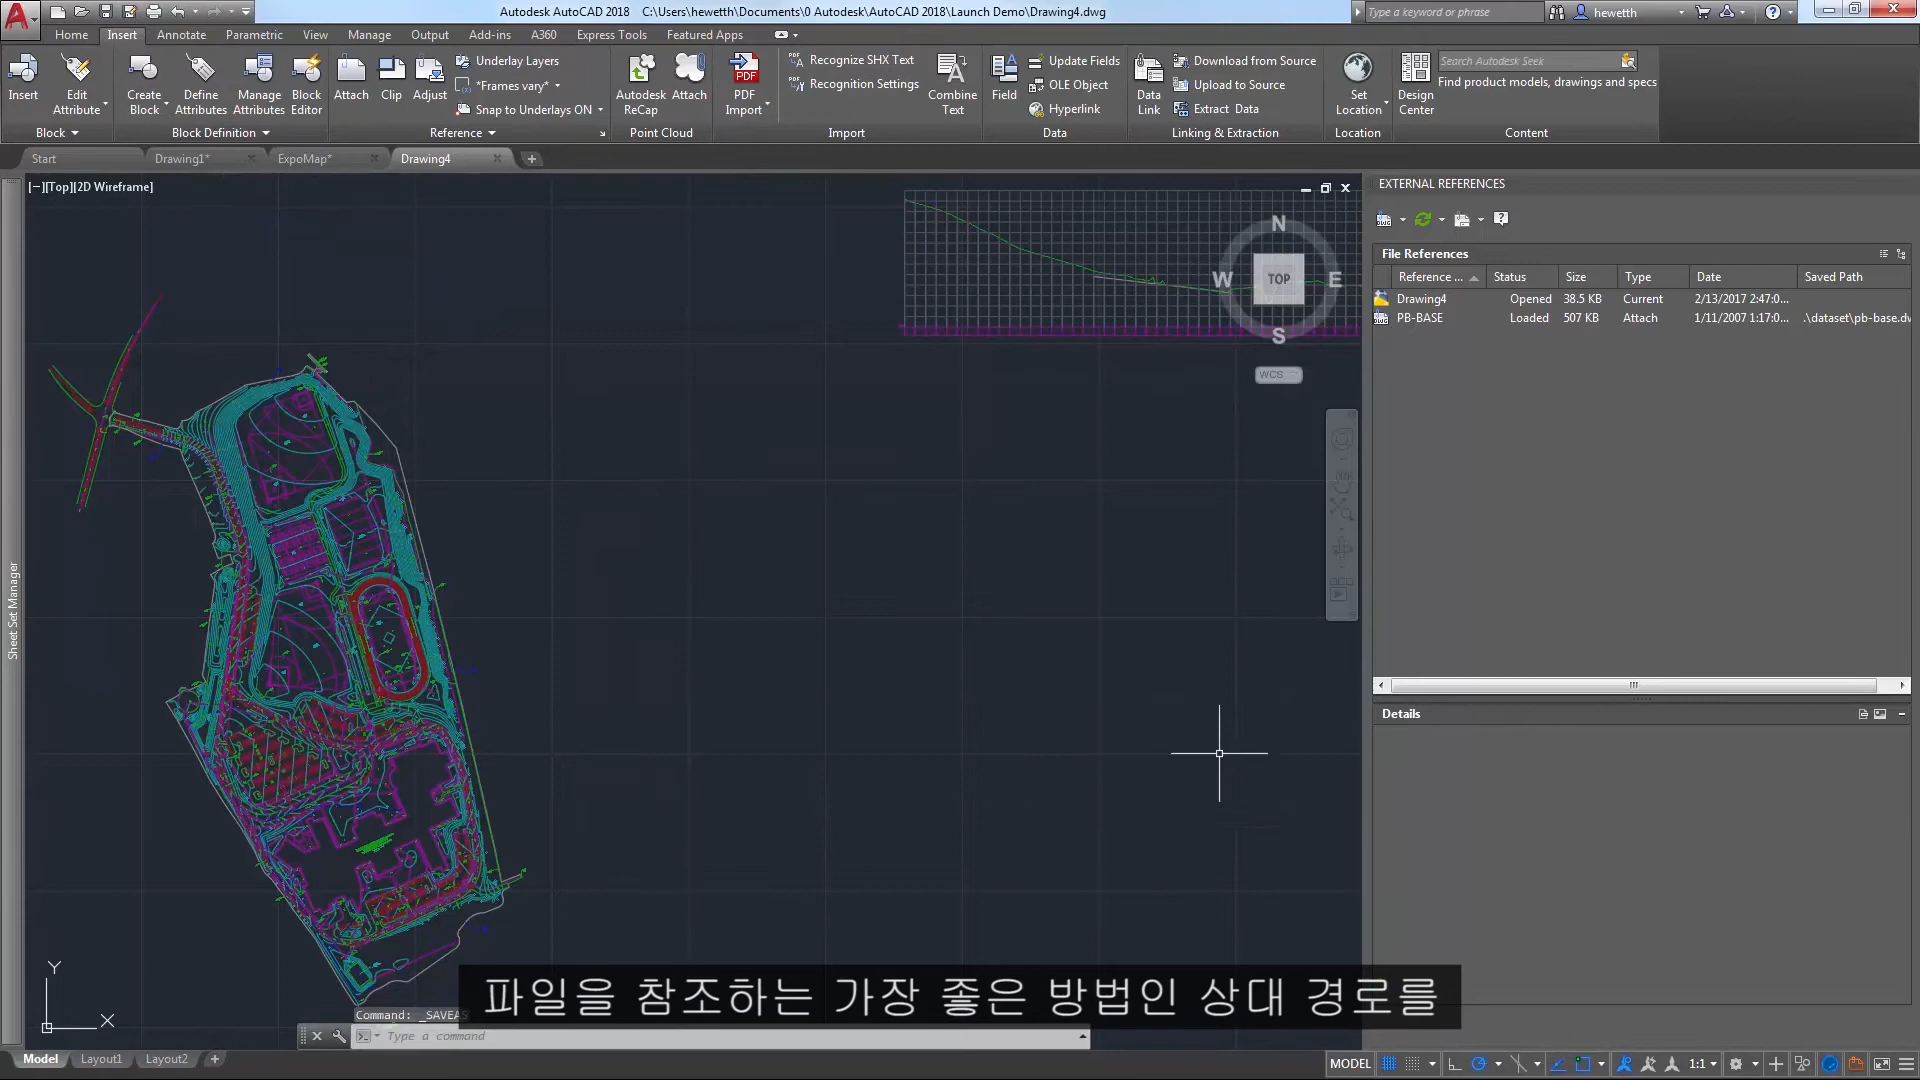 Autodesk AutoCAD 2018 C:\Users\hewetth\Documents\0 Autodesk\AutoCAD 2018\Launch Demo\Drawing4.dwg
Type a keyword or phrase
hewetth
Home Insert Annotate Parametric View Manage Output Add-ins A360 Express Tools Featured Apps
Insert
Edit Attribute
Block
Create Block
Define Attributes
Manage Attributes
Block Editor
Block Definition
Attach
Clip
Adjust
Underlay Layers
*Frames vary*
Snap to Underlays ON
Reference
Autodesk ReCap
Attach
Point Cloud
PDF
PDF Import
Recognize SHX Text
Recognition Settings
Combine Text
Import
Field
Update Fields
OLE Object
Hyperlink
Data
Data Link
Download from Source
Upload to Source
Extract Data
Linking & Extraction
Set Location
Location
Design Center
Search Autodesk Seek
Find product models, drawings and specs
Content
Start Drawing1* ExpoMap* Drawing4
[−][Top][2D Wireframe]
N
W TOP E
S
WCS
EXTERNAL REFERENCES
File References
Reference ... Status Size Type Date Saved Path
Drawing4 Opened 38.5 KB Current 2/13/2017 2:47:0...
PB-BASE Loaded 507 KB Attach 1/11/2007 1:17:0... .\dataset\pb-base.dw
Details
Sheet Set Manager
Y
X
파일을 참조하는 가장 좋은 방법인 상대 경로를
Command: _SAVEAS
Type a command
Model Layout1 Layout2
MODEL 1:1